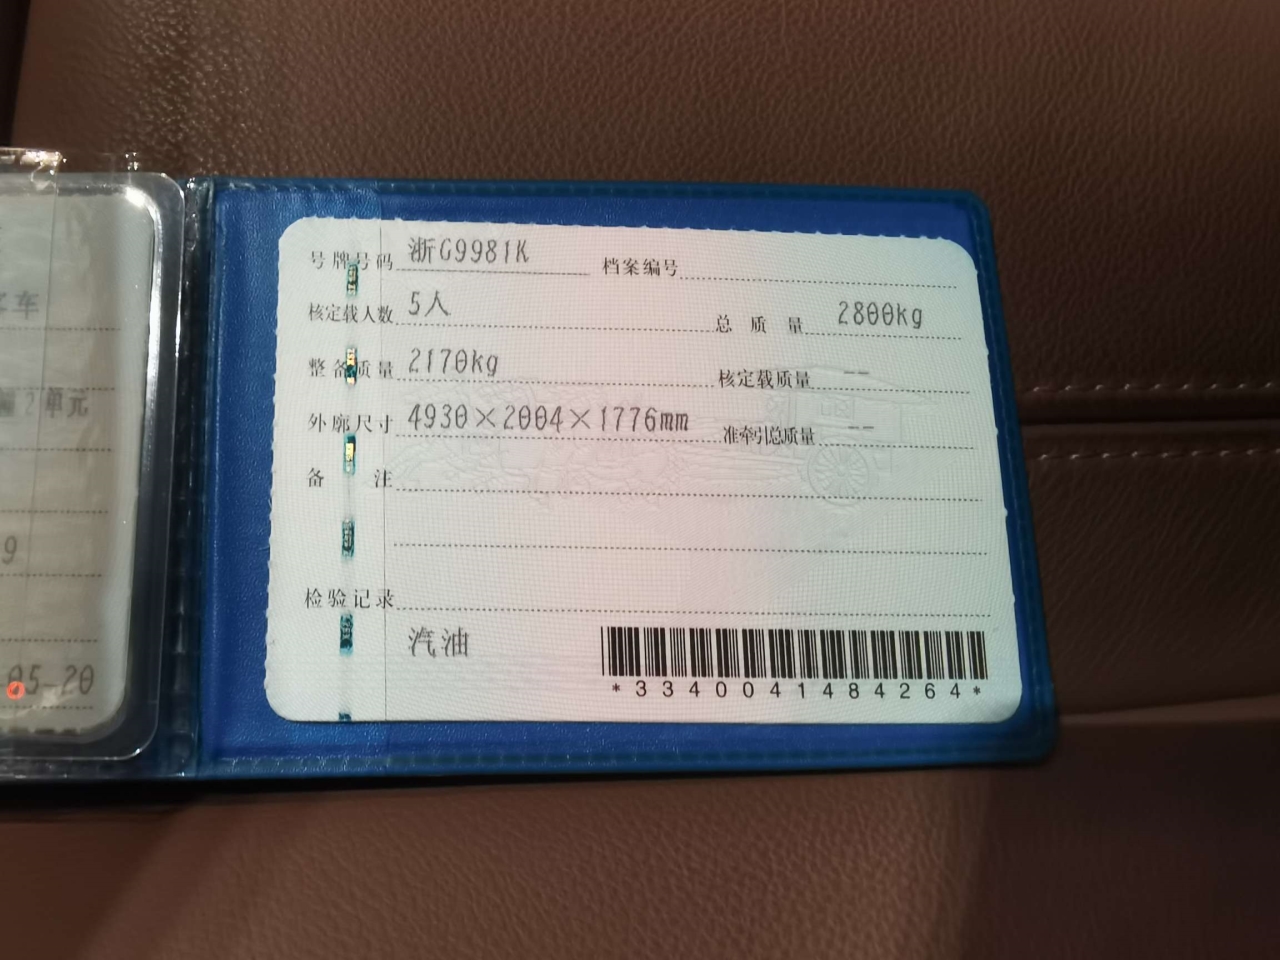 号牌号码 浙G9981K 档案编号
核定载人数 5人 总质量 2800kg
整备质量 2170kg 核定载质量 --
外廓尺寸 4930×2004×1776mm 准牵引总质量 --
备注
检验记录
汽油
*3340041484264*
车
2单元
9
-05-20